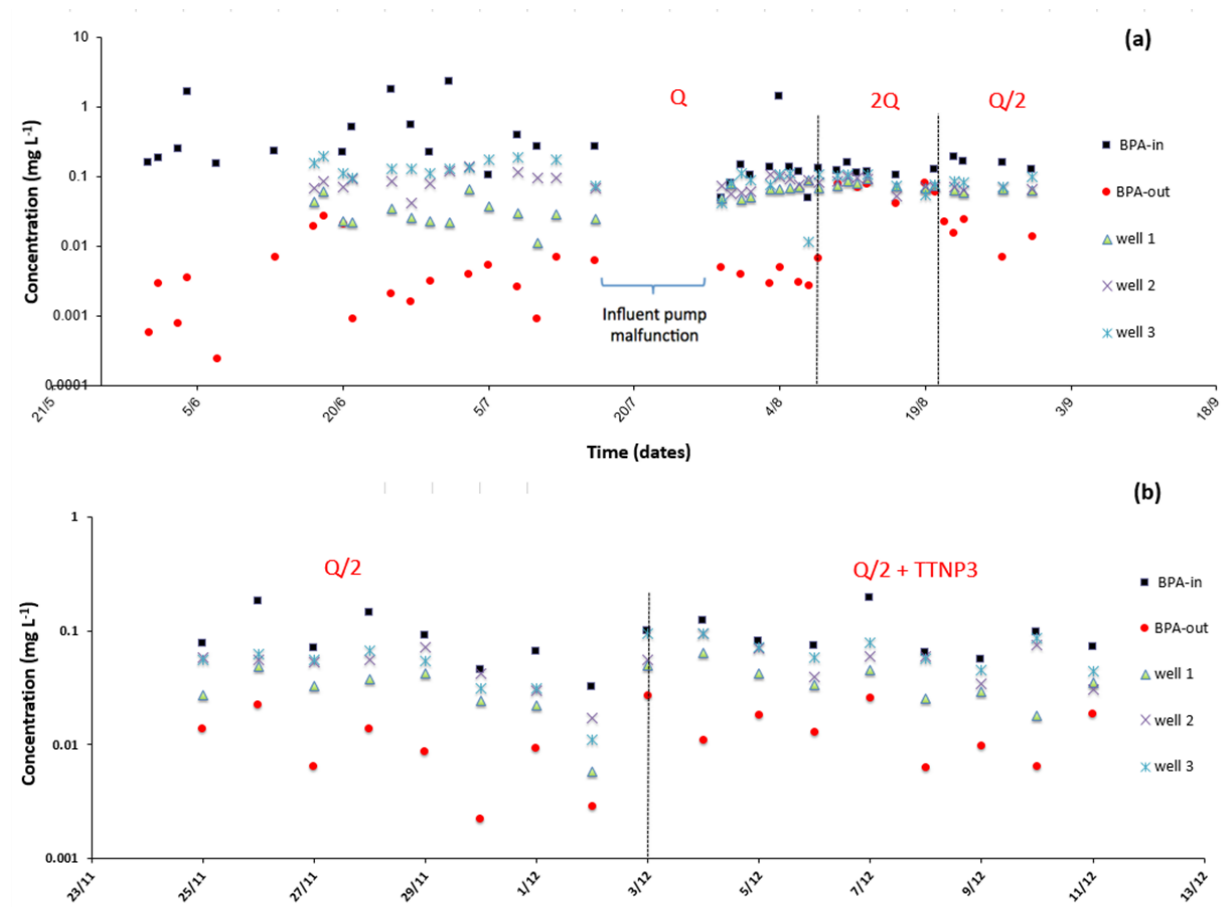 (a)
10
1
0.1
0.01
0.001
0.0001
Concentration (mg L-1)
Q
2Q
Q/2
BPA-in
BPA-out
well 1
well 2
well 3
Influent pump
malfunction
21/5
5/6
20/6
5/7
20/7
4/8
19/8
3/9
18/9
Time (dates)
(b)
1
0.1
0.01
0.001
Concentration (mg L-1)
Q/2
Q/2 + TTNP3
BPA-in
BPA-out
well 1
well 2
well 3
23/11
25/11
27/11
29/11
1/12
3/12
5/12
7/12
9/12
11/12
13/12